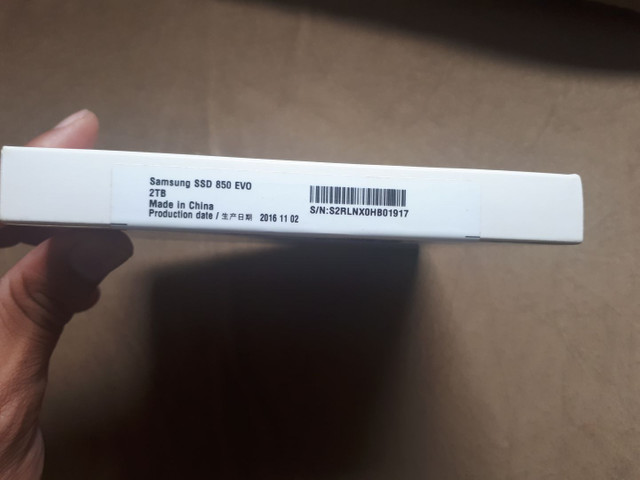 Samsung SSD 850 EVO
2TB
Made in China
Production date / 生产日期 2016 11 02
S/N:S2RLNX0HB01917